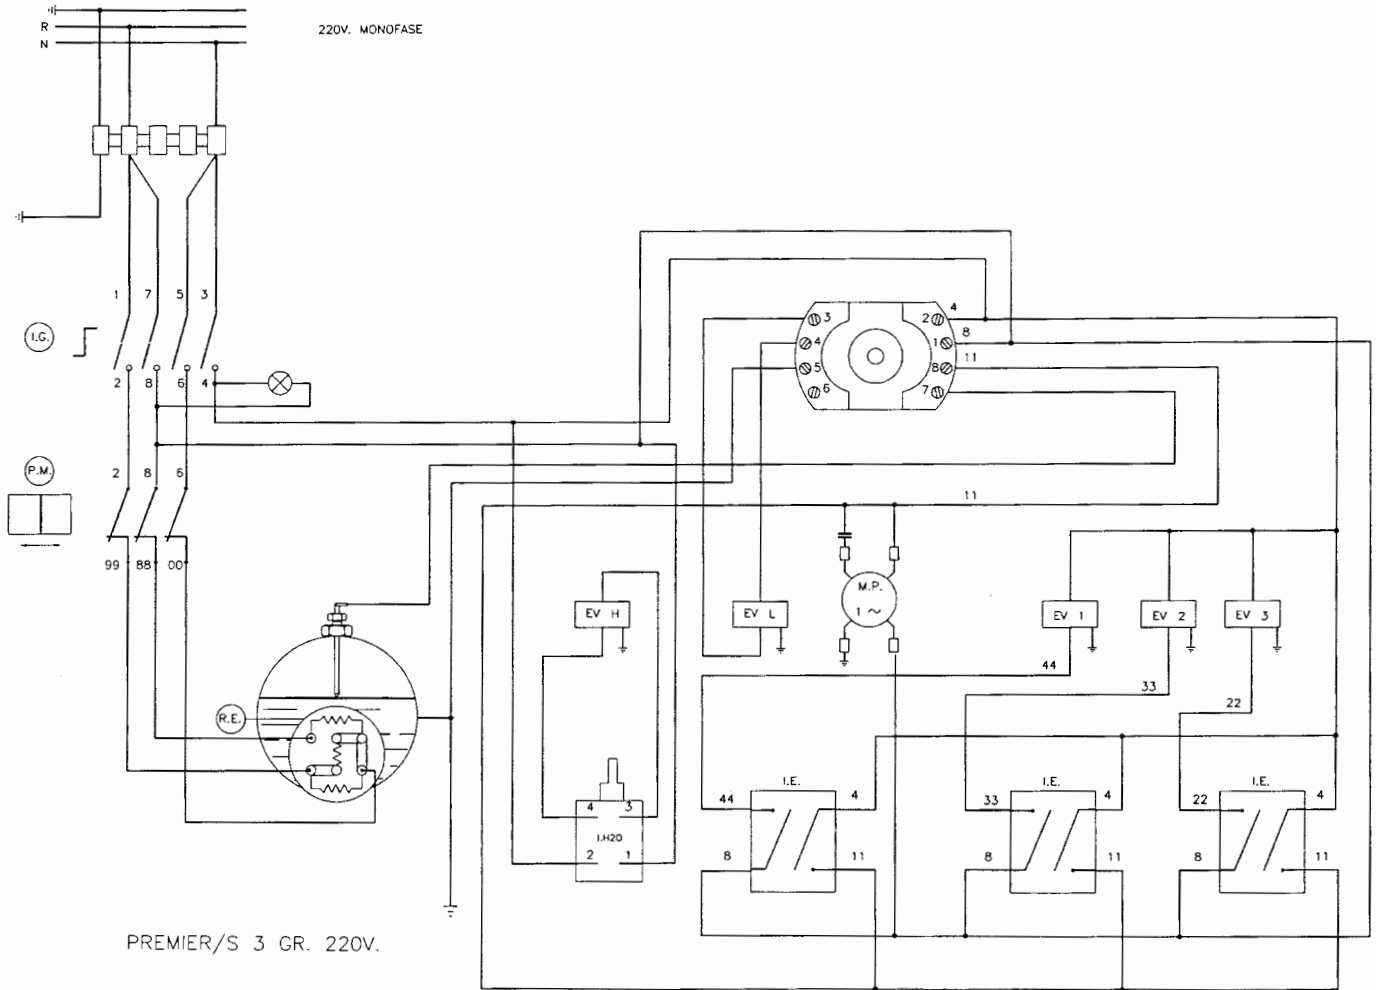 R
220V. MONOFASE
N
1 7 5 3
I.G.
2 8 6 4
P.M.
2 8 6
99 88 00
3 2 4
4 1 8
5 8 11
6 7
11
M.P.
1 ~
EV H
EV L
EV 1
EV 2
EV 3
44
33
22
R.E.
I.E.
I.E.
I.E.
44 4
33 4
22 4
4 3
I.H2O
2 1
8 11
8 11
8 11
PREMIER/S 3 GR. 220V.